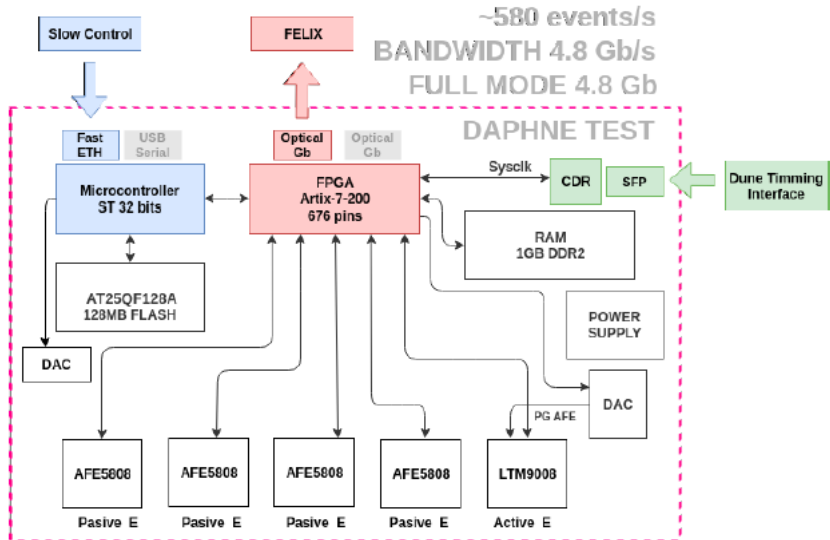 Slow Control
FELIX
~580 events/s
BANDWIDTH 4.8 Gb/s
FULL MODE 4.8 Gb
DAPHNE TEST
Fast
ETH
USB
Serial
Optical
Gb
Optical
Gb
Microcontroller
ST 32 bits
FPGA
Artix-7-200
676 pins
Sysclk
CDR
SFP
Dune Timming
Interface
RAM
1GB DDR2
AT25QF128A
128MB FLASH
POWER
SUPPLY
DAC
DAC
PG AFE
AFE5808
AFE5808
AFE5808
AFE5808
LTM9008
Pasive E
Pasive E
Pasive E
Pasive E
Active E